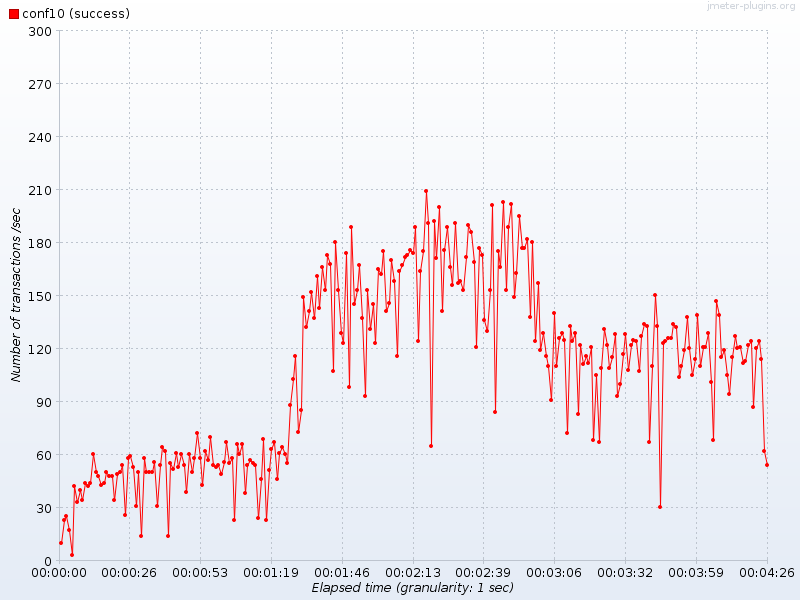 jmeter-plugins.org
conf10 (success)
300
270
240
210
180
150
120
90
60
30
0
Number of transactions /sec
00:00:00 00:00:26 00:00:53 00:01:19 00:01:46 00:02:13 00:02:39 00:03:06 00:03:32 00:03:59 00:04:26
Elapsed time (granularity: 1 sec)